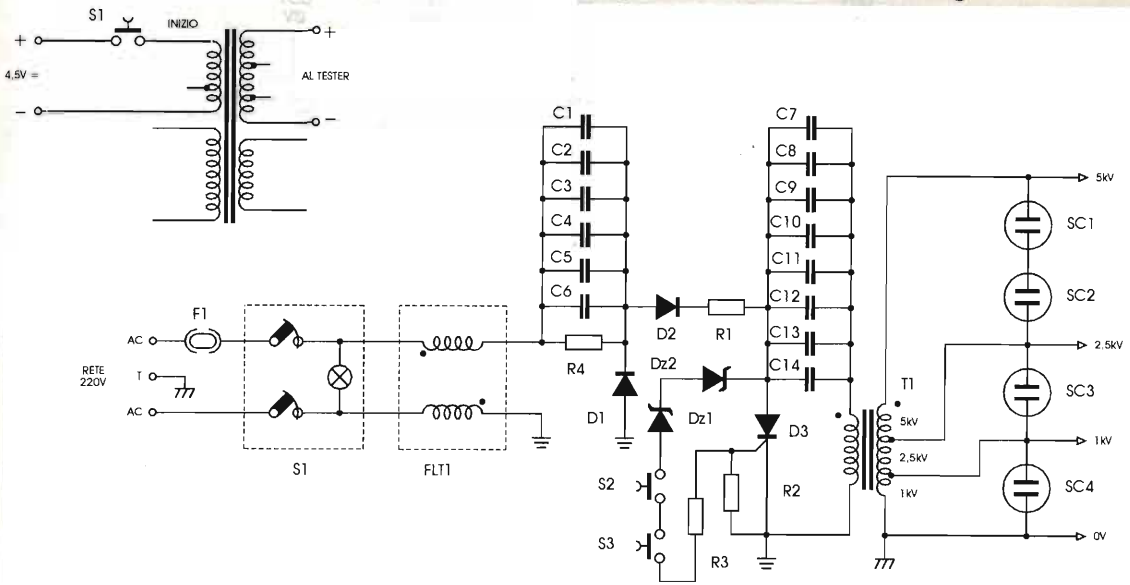 S1
INIZIO
+
+
4,5V =
AL TESTER
−
−
C1
C2
C3
C4
C5
C6
C7
C8
C9
C10
C11
C12
C13
C14
5kV
SC1
SC2
2.5kV
SC3
1kV
SC4
0V
F1
AC
RETE
220V
T
AC
S1
FLT1
R4
D2
R1
Dz2
Dz1
D1
D3
S2
S3
R3
R2
T1
5kV
2,5kV
1kV